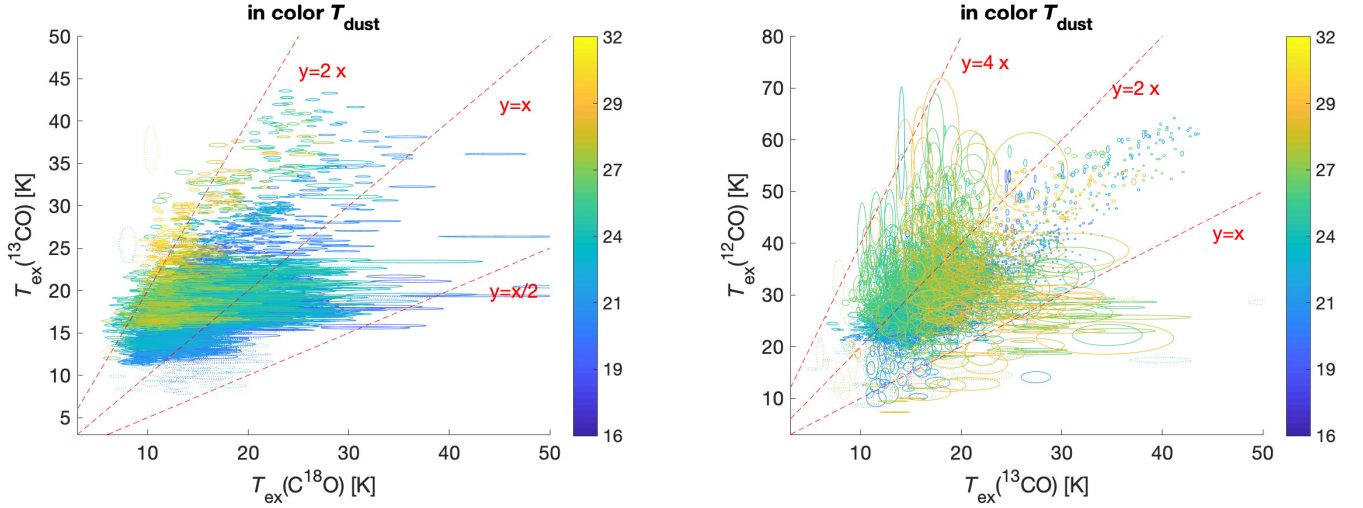 in color T_dust
50
45
40
35
30
25
20
15
10
5
10 20 30 40 50
T_ex(¹³CO) [K]
T_ex(C¹⁸O) [K]
y=2 x
y=x
y=x/2
32
29
27
24
21
19
16
in color T_dust
80
70
60
50
40
30
20
10
10 20 30 40 50
T_ex(¹²CO) [K]
T_ex(¹³CO) [K]
y=4 x
y=2 x
y=x
32
29
27
24
21
19
16